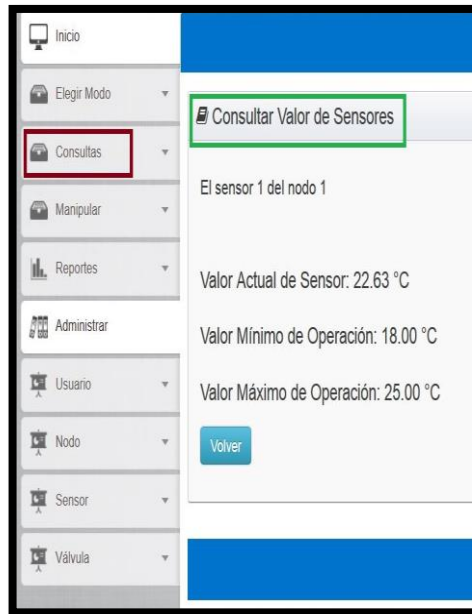 Inicio
Elegir Modo
Consultas
Manipular
Reportes
Administrar
Usuario
Nodo
Sensor
Válvula
Consultar Valor de Sensores
El sensor 1 del nodo 1
Valor Actual de Sensor: 22.63 °C
Valor Mínimo de Operación: 18.00 °C
Valor Máximo de Operación: 25.00 °C
Volver